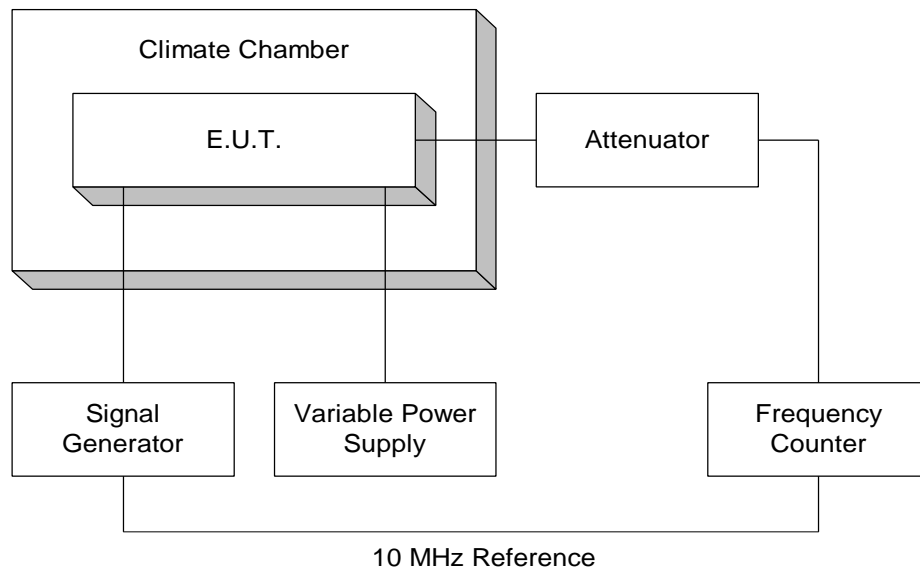 Climate Chamber
E.U.T.
Attenuator
Signal
Generator
Variable Power
Supply
Frequency
Counter
10 MHz Reference